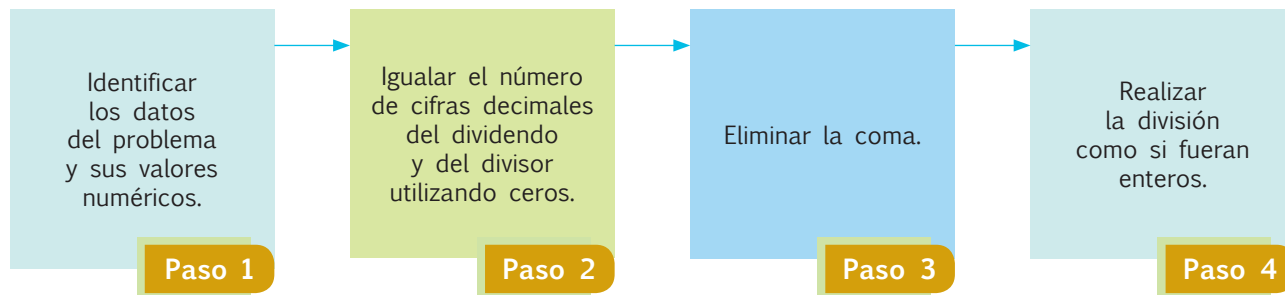 Identificar
los datos
del problema
y sus valores
numéricos.
Paso 1
Igualar el número
de cifras decimales
del dividendo
y del divisor
utilizando ceros.
Paso 2
Eliminar la coma.
Paso 3
Realizar
la división
como si fueran
enteros.
Paso 4